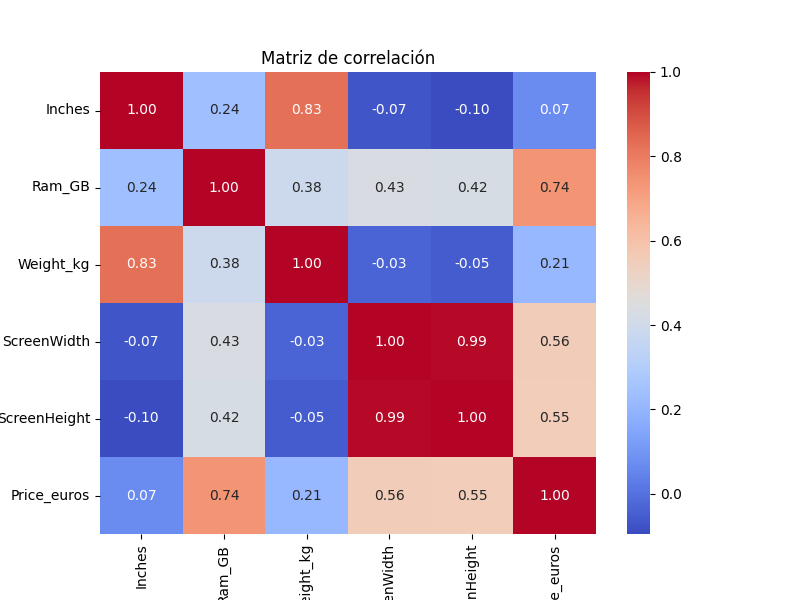 Matriz de correlación
Inches 1.00 0.24 0.83 -0.07 -0.10 0.07
Ram_GB 0.24 1.00 0.38 0.43 0.42 0.74
Weight_kg 0.83 0.38 1.00 -0.03 -0.05 0.21
ScreenWidth -0.07 0.43 -0.03 1.00 0.99 0.56
ScreenHeight -0.10 0.42 -0.05 0.99 1.00 0.55
Price_euros 0.07 0.74 0.21 0.56 0.55 1.00
Inches
Ram_GB
eight_kg
enWidth
nHeight
e_euros
1.0
0.8
0.6
0.4
0.2
0.0